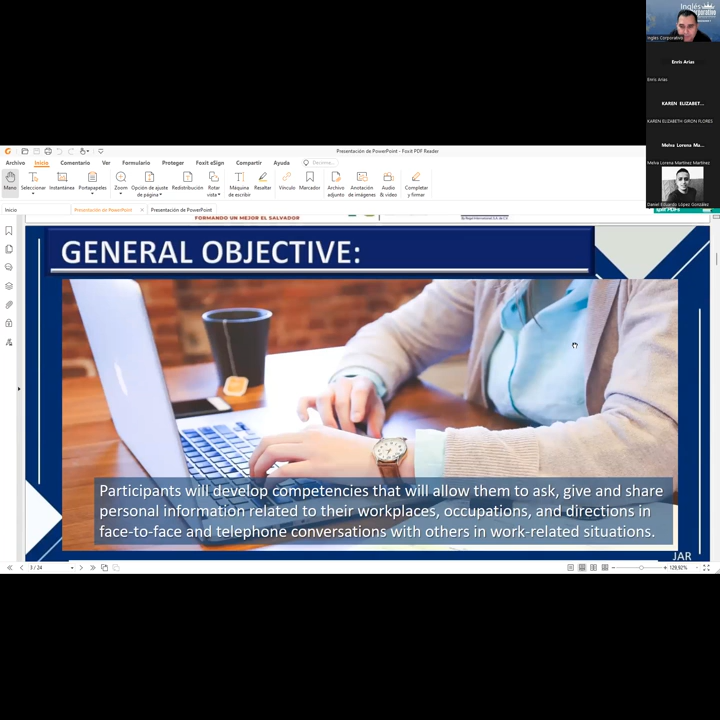 Inglés
Corporativo
Inglés Corporativo
Enris Arias
Enris Arias
KAREN ELIZABET...
KAREN ELIZABETH GIRON FLORES
Melva Lorena Ma...
Melva Lorena Martínez Martínez
Daniel Eduardo López González
Presentación de PowerPoint - Foxit PDF Reader
Archivo Inicio Comentario Ver Formulario Proteger Foxit eSign Compartir Ayuda
Mano Seleccionar Instantánea Portapapeles Zoom Opción de ajuste de página Redistribución Rotar vista Máquina de escribir Resaltar Vínculo Marcador Archivo adjunto Anotación de imágenes Audio & vídeo Completar y firmar
Inicio Presentación de PowerPoint Presentación de PowerPoint
FORMANDO UN MEJOR EL SALVADOR
GENERAL OBJECTIVE:
Participants will develop competencies that will allow them to ask, give and share
personal information related to their workplaces, occupations, and directions in
face-to-face and telephone conversations with others in work-related situations.
JAR
3 / 24
129,92%